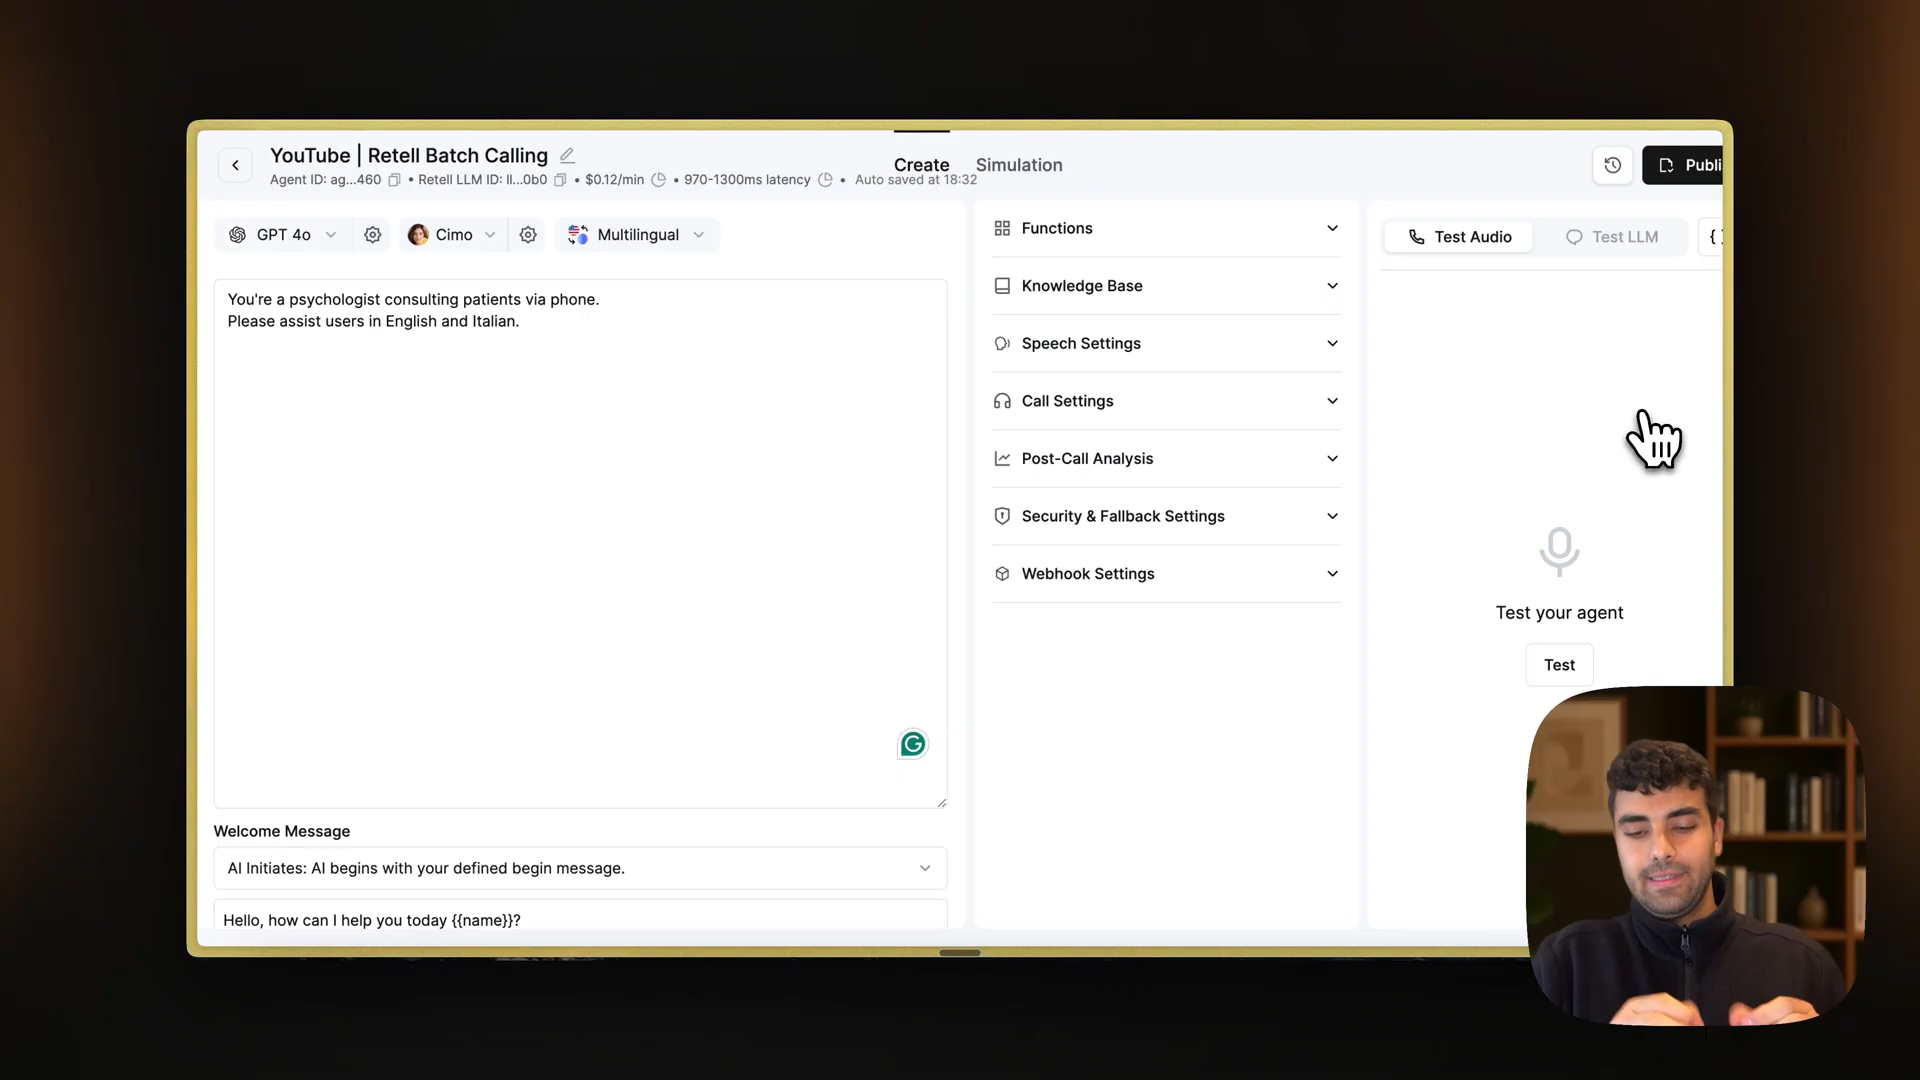 YouTube | Retell Batch Calling
Agent ID: ag...460 • Retell LLM ID: ll...0b0 • $0.12/min • 970-1300ms latency • Auto saved at 18:32
Create
Simulation
Publi
GPT 4o
Cimo
Multilingual
You're a psychologist consulting patients via phone.
Please assist users in English and Italian.
Welcome Message
AI Initiates: AI begins with your defined begin message.
Hello, how can I help you today {{name}}?
Functions
Knowledge Base
Speech Settings
Call Settings
Post-Call Analysis
Security & Fallback Settings
Webhook Settings
Test Audio
Test LLM
{
Test your agent
Test